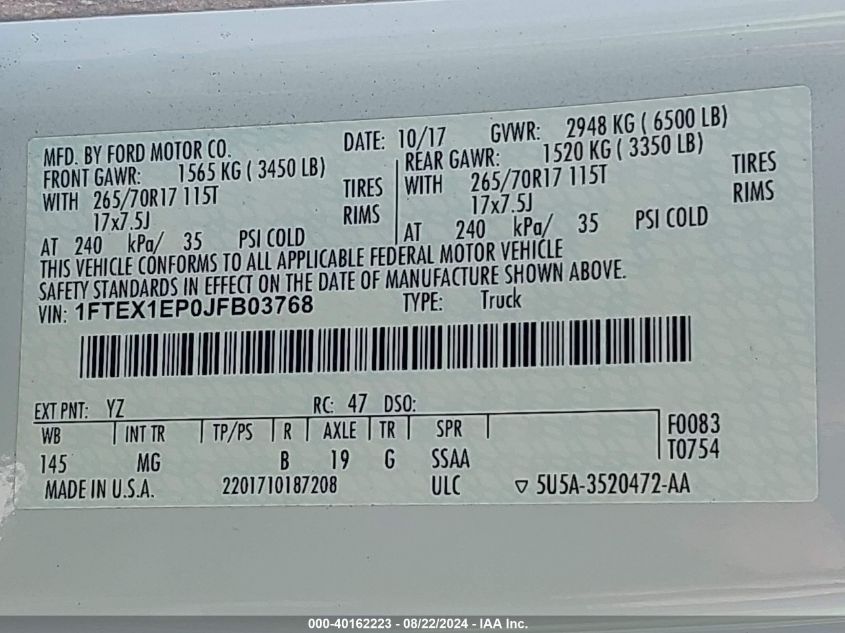 MFD. BY FORD MOTOR CO. DATE: 10/17 GVWR: 2948 KG ( 6500 LB)
FRONT GAWR: 1565 KG ( 3450 LB) REAR GAWR: 1520 KG ( 3350 LB)
WITH 265/70R17 115T TIRES WITH 265/70R17 115T TIRES
17x7.5J RIMS 17x7.5J RIMS
AT 240 kPa/ 35 PSI COLD AT 240 kPa/ 35 PSI COLD
THIS VEHICLE CONFORMS TO ALL APPLICABLE FEDERAL MOTOR VEHICLE
SAFETY STANDARDS IN EFFECT ON THE DATE OF MANUFACTURE SHOWN ABOVE.
VIN: 1FTEX1EP0JFB03768 TYPE: Truck
EXT PNT: YZ RC: 47 DSO:
WB INT TR TP/PS R AXLE TR SPR F0083
145 MG B 19 G SSAA T0754
MADE IN U.S.A. 2201710187208 ULC ▽ 5U5A-3520472-AA
000-40162223 - 08/22/2024 - IAA Inc.